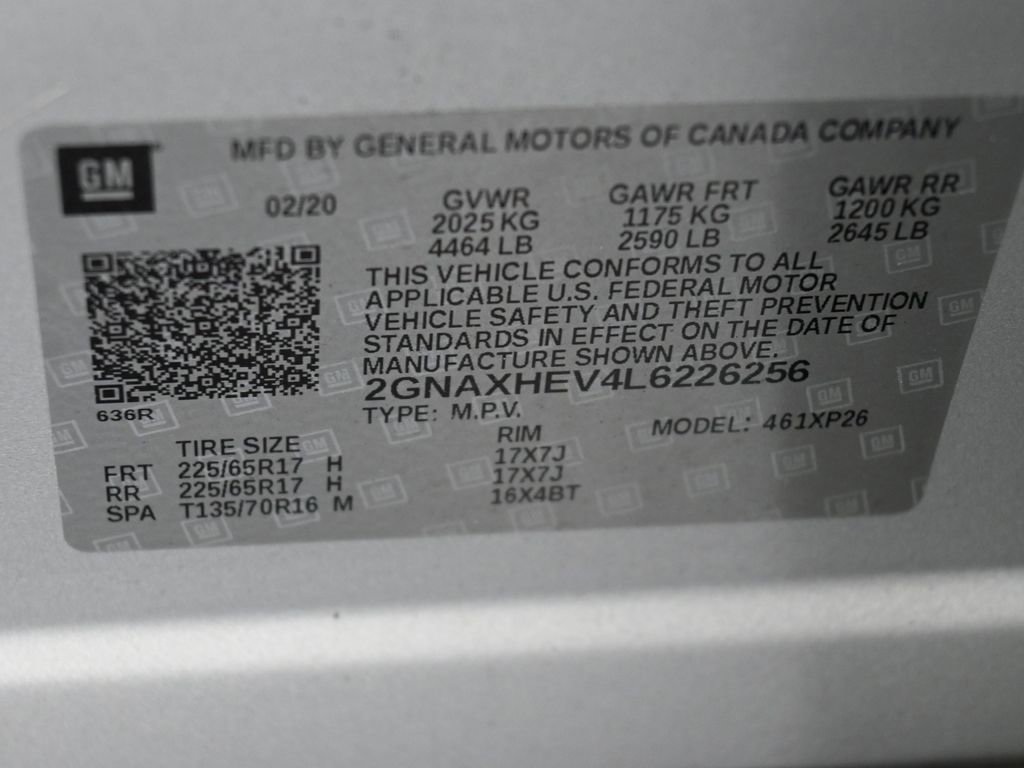 GM
MFD BY GENERAL MOTORS OF CANADA COMPANY
02/20 GVWR GAWR FRT GAWR RR
2025 KG 1175 KG 1200 KG
4464 LB 2590 LB 2645 LB
THIS VEHICLE CONFORMS TO ALL
APPLICABLE U.S. FEDERAL MOTOR
VEHICLE SAFETY AND THEFT PREVENTION
STANDARDS IN EFFECT ON THE DATE OF
MANUFACTURE SHOWN ABOVE.
2GNAXHEV4L6226256
636R
TYPE: M.P.V. MODEL: 461XP26
TIRE SIZE RIM
FRT 225/65R17 H 17X7J
RR 225/65R17 H 17X7J
SPA T135/70R16 M 16X4BT